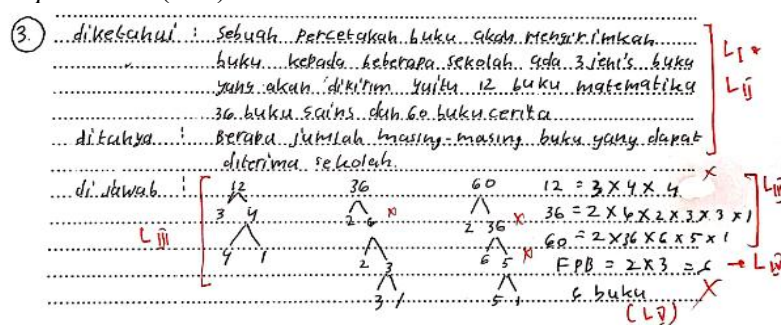 3. diketahui : Sebuah percetakan buku akan mengirimkan L I
buku kepada beberapa sekolah ada 3 jenis buku L II
yang akan dikirim yaitu 12 buku matematika
36 buku sains dan 60 buku cerita
ditanya : Berapa jumlah masing-masing buku yang dapat
diterima sekolah. x
dijawab : 12 36 60 12 = 3 x 4 x 4 L III
3 4 2 6 x 2 36 x 36 = 2 x 6 x 2 x 3 x 3 x 1
L III 4 1 2 3 6 5 x 60 = 2 x 36 x 6 x 5 x 1
3 1 5 1 FPB = 2 x 3 = 6 → L IV
6 buku x
(L V)